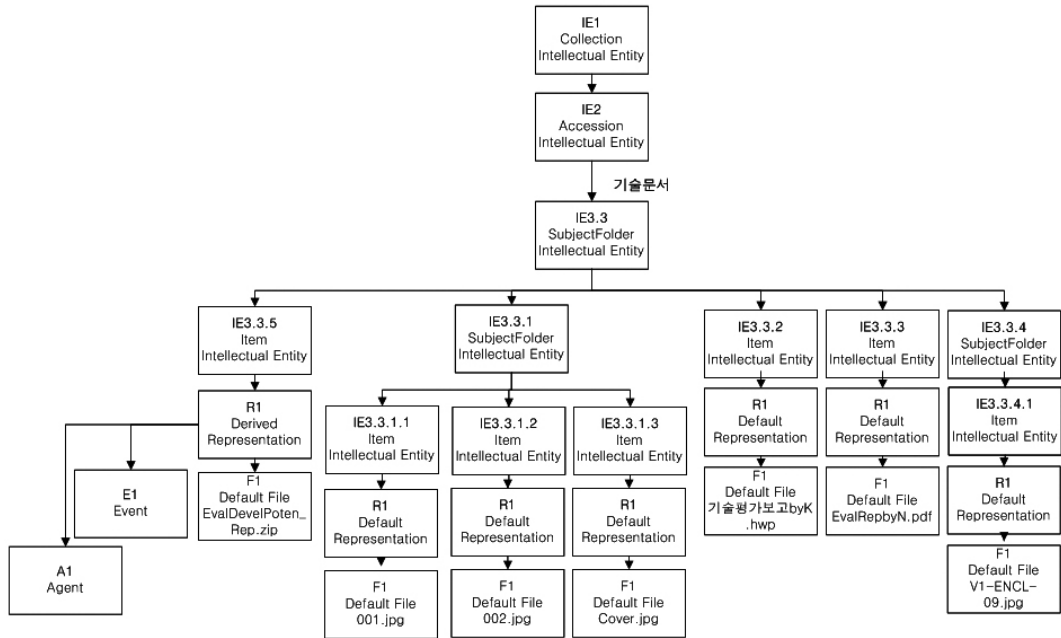 IE1
Collection
Intellectual Entity
IE2
Accession
Intellectual Entity
기술문서
IE3.3
SubjectFolder
Intellectual Entity
IE3.3.5
Item
Intellectual Entity
R1
Derived
Representation
E1
Event
A1
Agent
F1
Default File
EvalDevelPoten_
Rep.zip
IE3.3.1
SubjectFolder
Intellectual Entity
IE3.3.1.1
Item
Intellectual Entity
R1
Default
Representation
F1
Default File
001.jpg
IE3.3.1.2
Item
Intellectual Entity
R1
Default
Representation
F1
Default File
002.jpg
IE3.3.1.3
Item
Intellectual Entity
R1
Default
Representation
F1
Default File
Cover.jpg
IE3.3.2
Item
Intellectual Entity
R1
Default
Representation
F1
Default File
기술평가보고byK
.hwp
IE3.3.3
Item
Intellectual Entity
R1
Default
Representation
F1
Default File
EvalRepbyN.pdf
IE3.3.4
SubjectFolder
Intellectual Entity
IE3.3.4.1
Item
Intellectual Entity
R1
Default
Representation
F1
Default File
V1-ENCL-
09.jpg